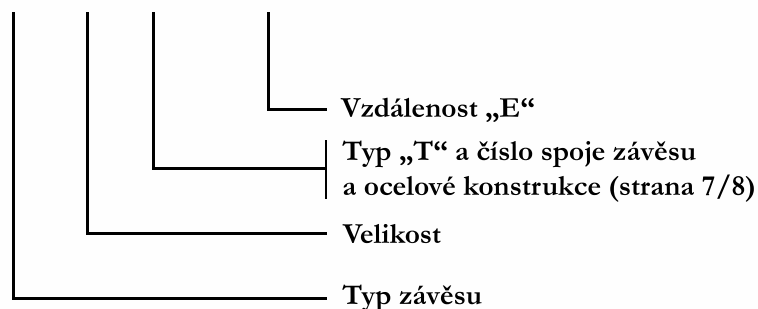 Vzdálenost „E“
Typ „T“ a číslo spoje závěsu
a ocelové konstrukce (strana 7/8)
Velikost
Typ závěsu